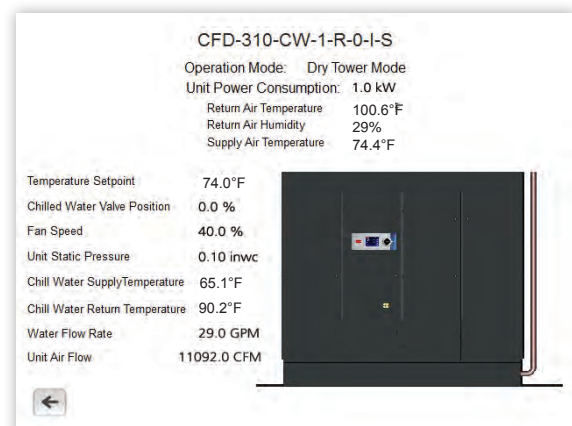 CFD-310-CW-1-R-0-I-S
Operation Mode: Dry Tower Mode
Unit Power Consumption: 1.0 kW
Return Air Temperature 100.6°F
Return Air Humidity 29%
Supply Air Temperature 74.4°F
Temperature Setpoint 74.0°F
Chilled Water Valve Position 0.0 %
Fan Speed 40.0 %
Unit Static Pressure 0.10 inwc
Chill Water SupplyTemperature 65.1°F
Chill Water Return Temperature 90.2°F
Water Flow Rate 29.0 GPM
Unit Air Flow 11092.0 CFM